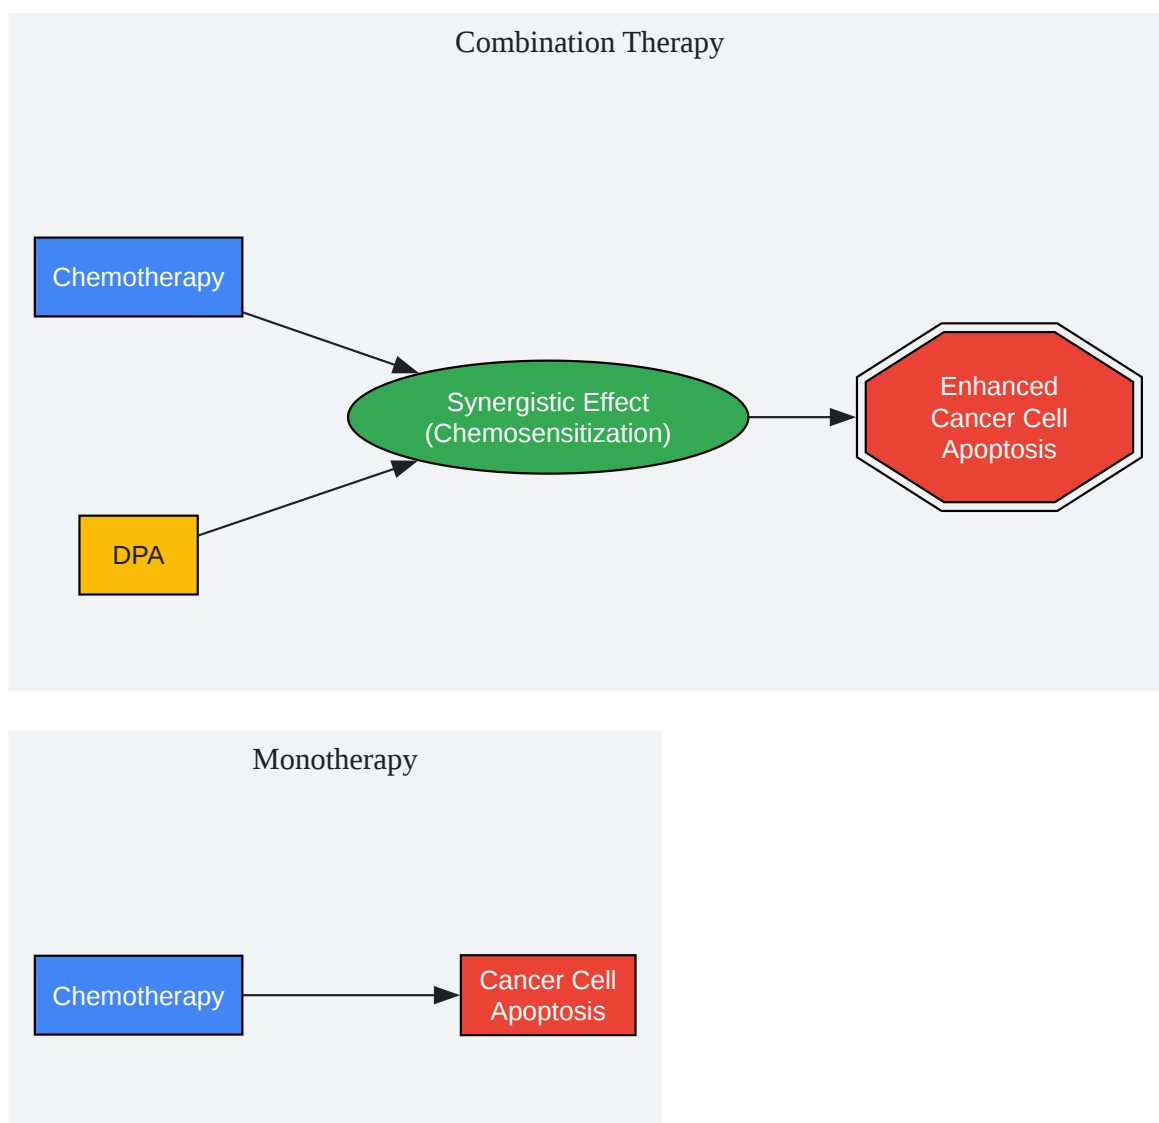 Combination Therapy
Chemotherapy
Synergistic Effect
(Chemosensitization)
Enhanced
Cancer Cell
Apoptosis
DPA
Monotherapy
Chemotherapy
Cancer Cell
Apoptosis